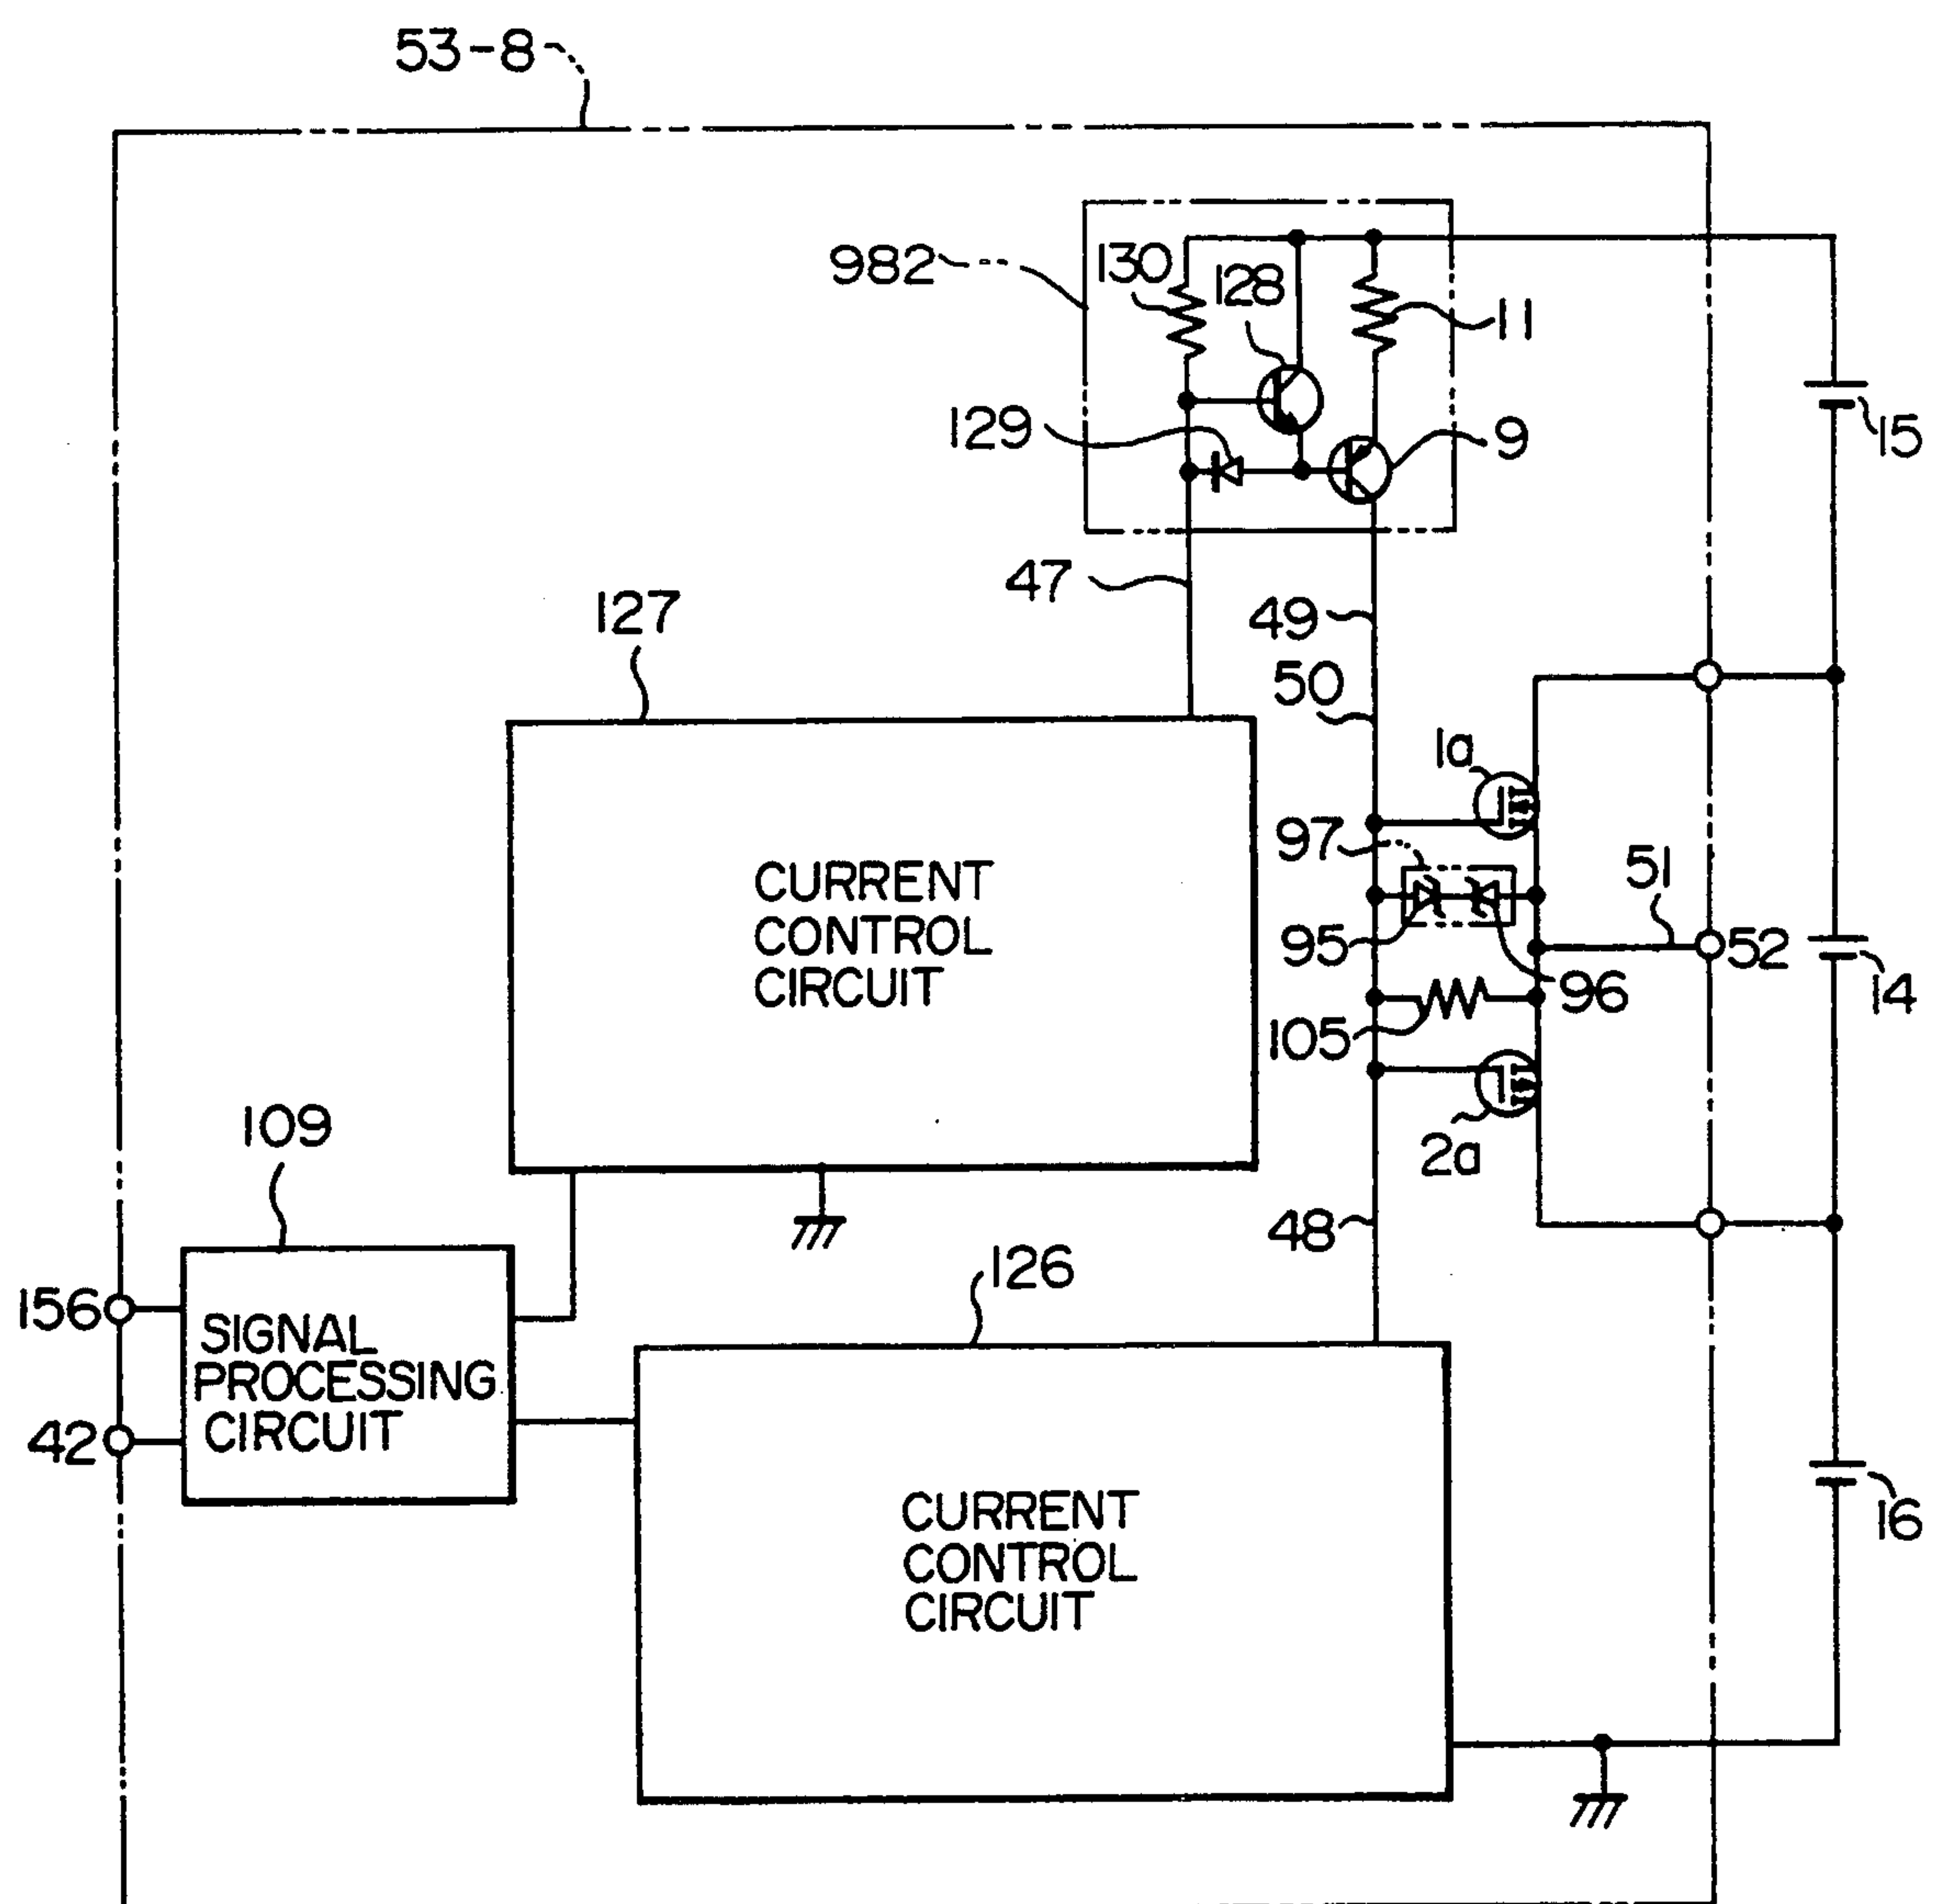 53-8
982
130
128
11
129
9
15
47
49
127
50
1a
97
CURRENT
CONTROL
CIRCUIT
51
95
52
96
14
105
109
2a
48
126
156
SIGNAL
PROCESSING
CIRCUIT
42
CURRENT
CONTROL
CIRCUIT
16